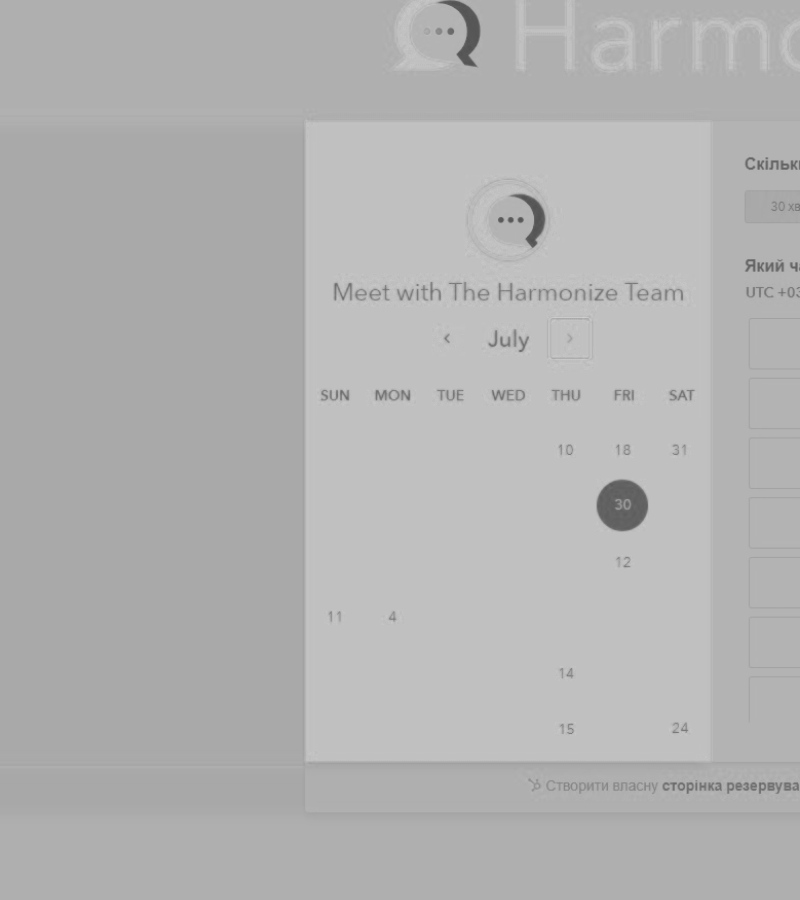 Harmo
Скільк
30 хв
Meet with The Harmonize Team
Який ч
UTC +03
July
SUN MON TUE WED THU FRI SAT
10 18 31
30
12
11 4
14
15 24
Створити власну сторінка резервува